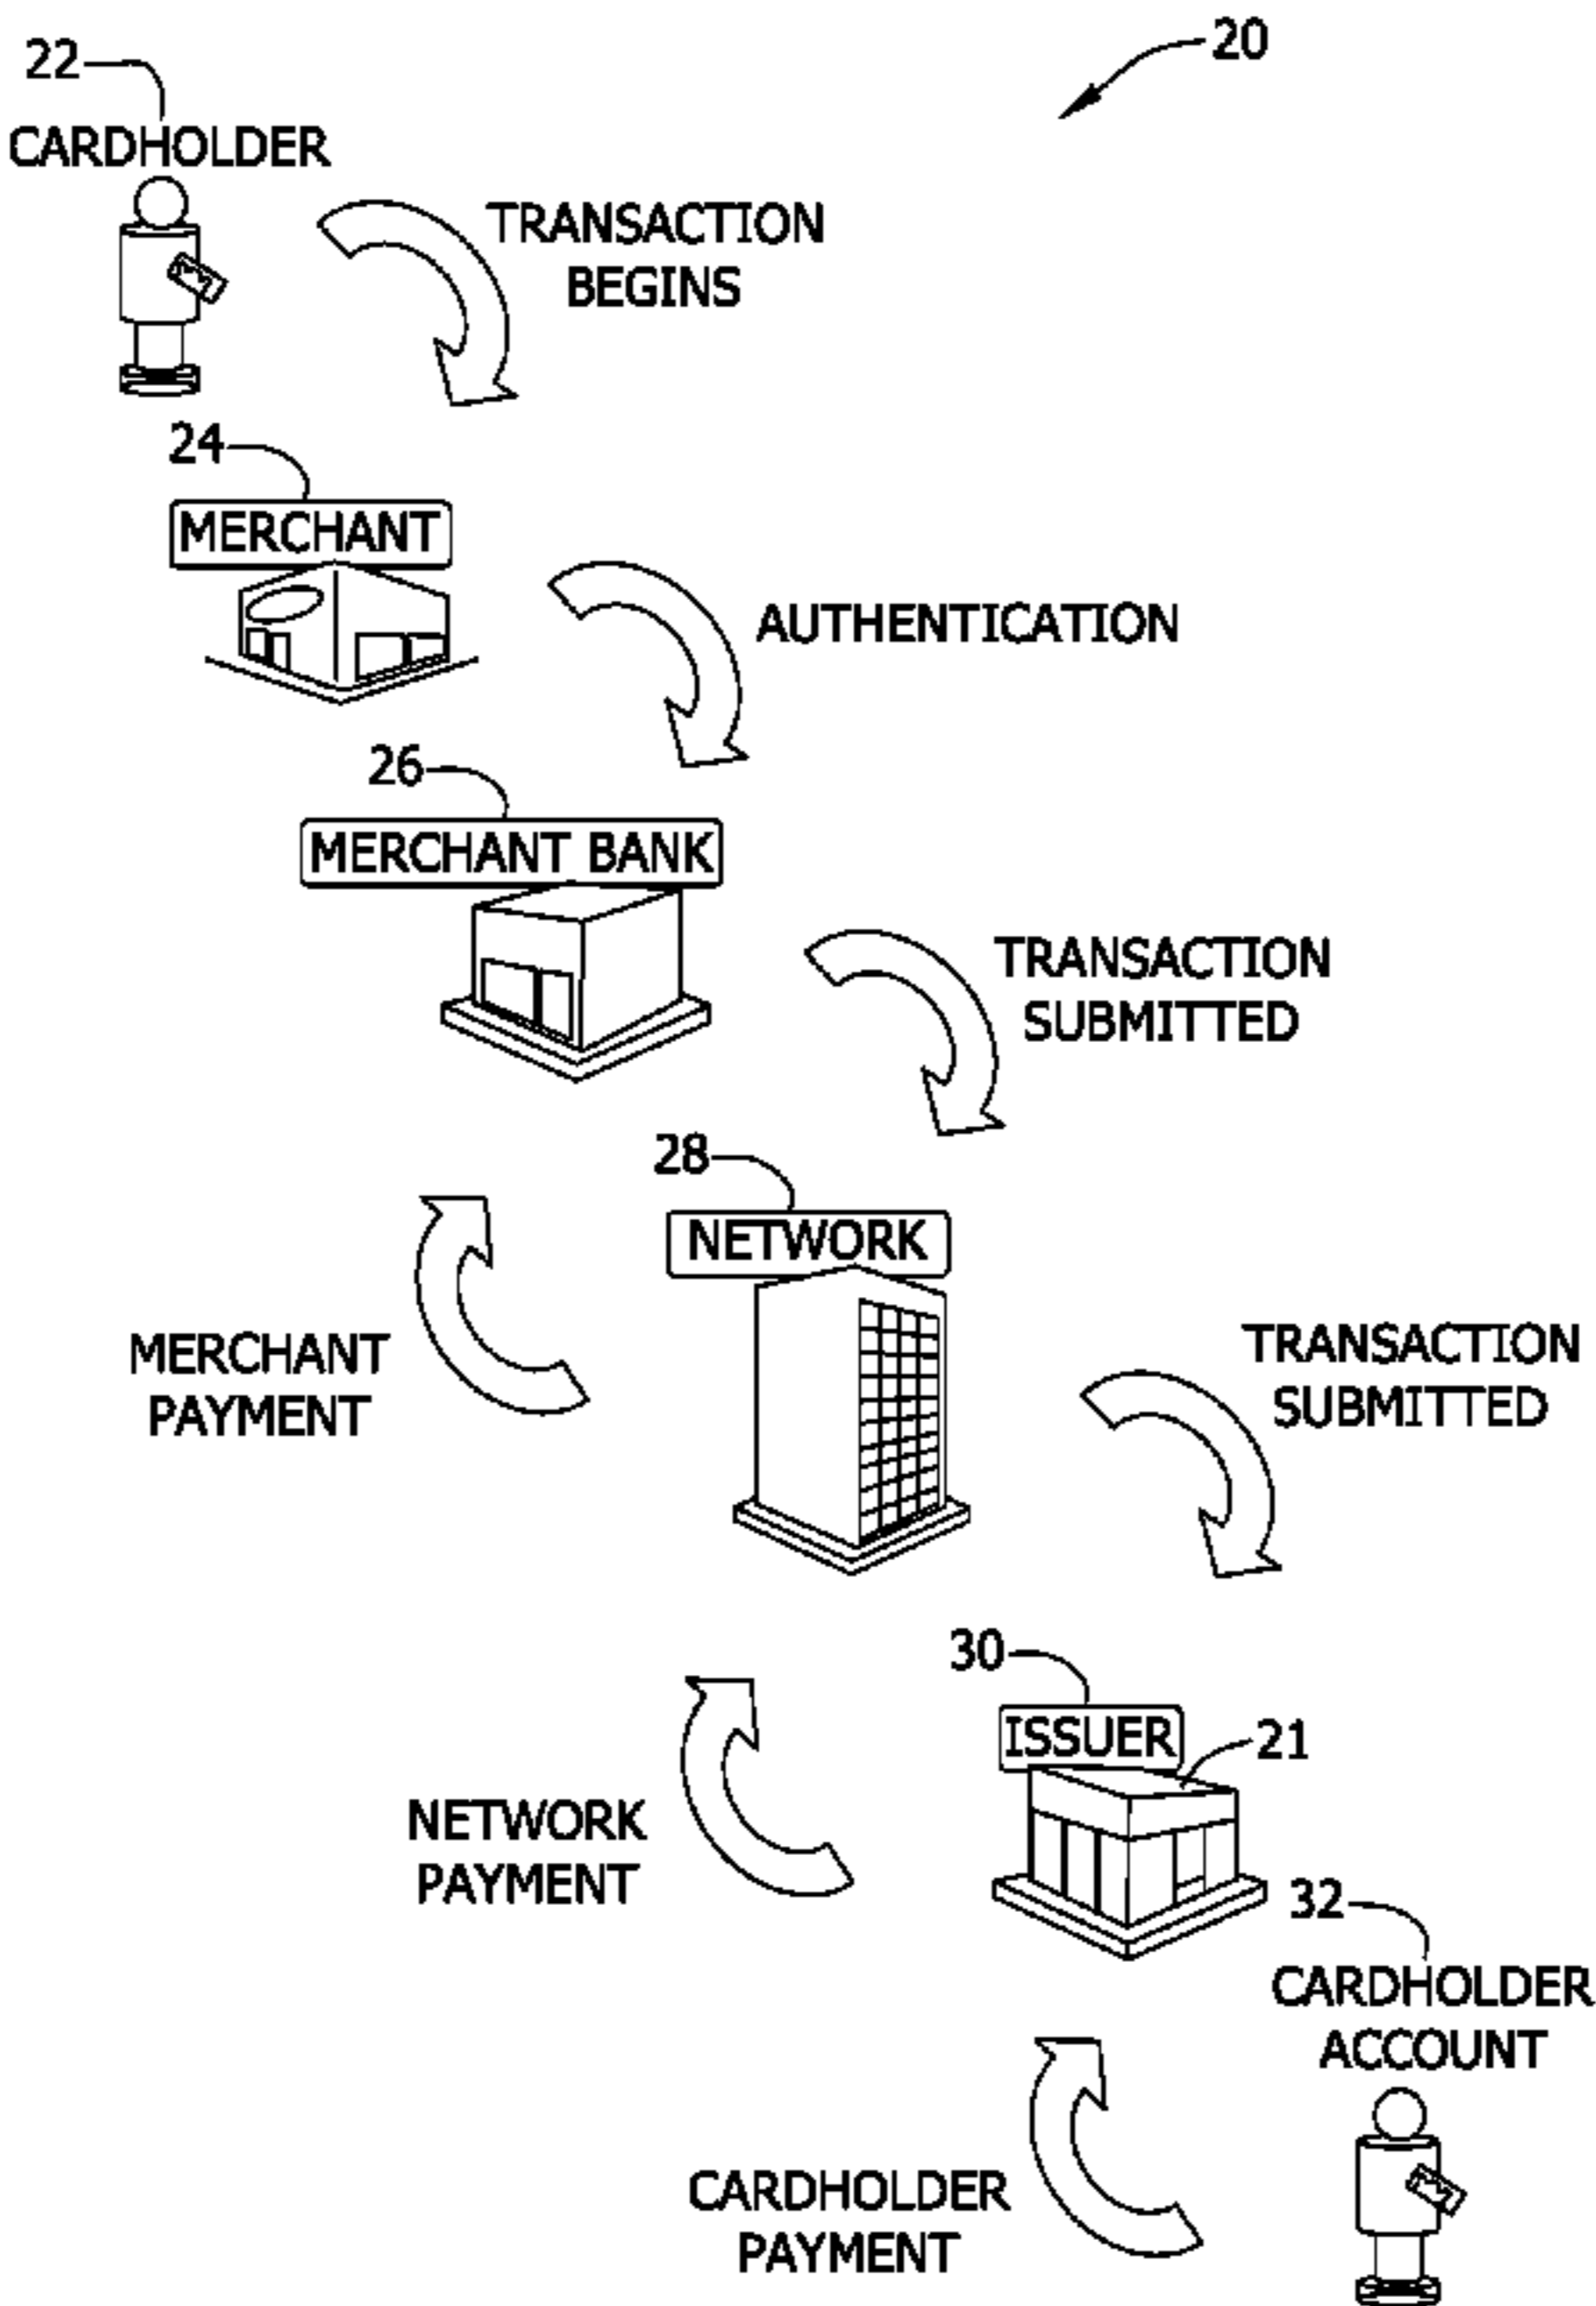 20
22
CARDHOLDER
TRANSACTION
BEGINS
24
MERCHANT
AUTHENTICATION
26
MERCHANT BANK
TRANSACTION
SUBMITTED
28
NETWORK
MERCHANT
PAYMENT
TRANSACTION
SUBMITTED
30
ISSUER
21
NETWORK
PAYMENT
32
CARDHOLDER
ACCOUNT
CARDHOLDER
PAYMENT